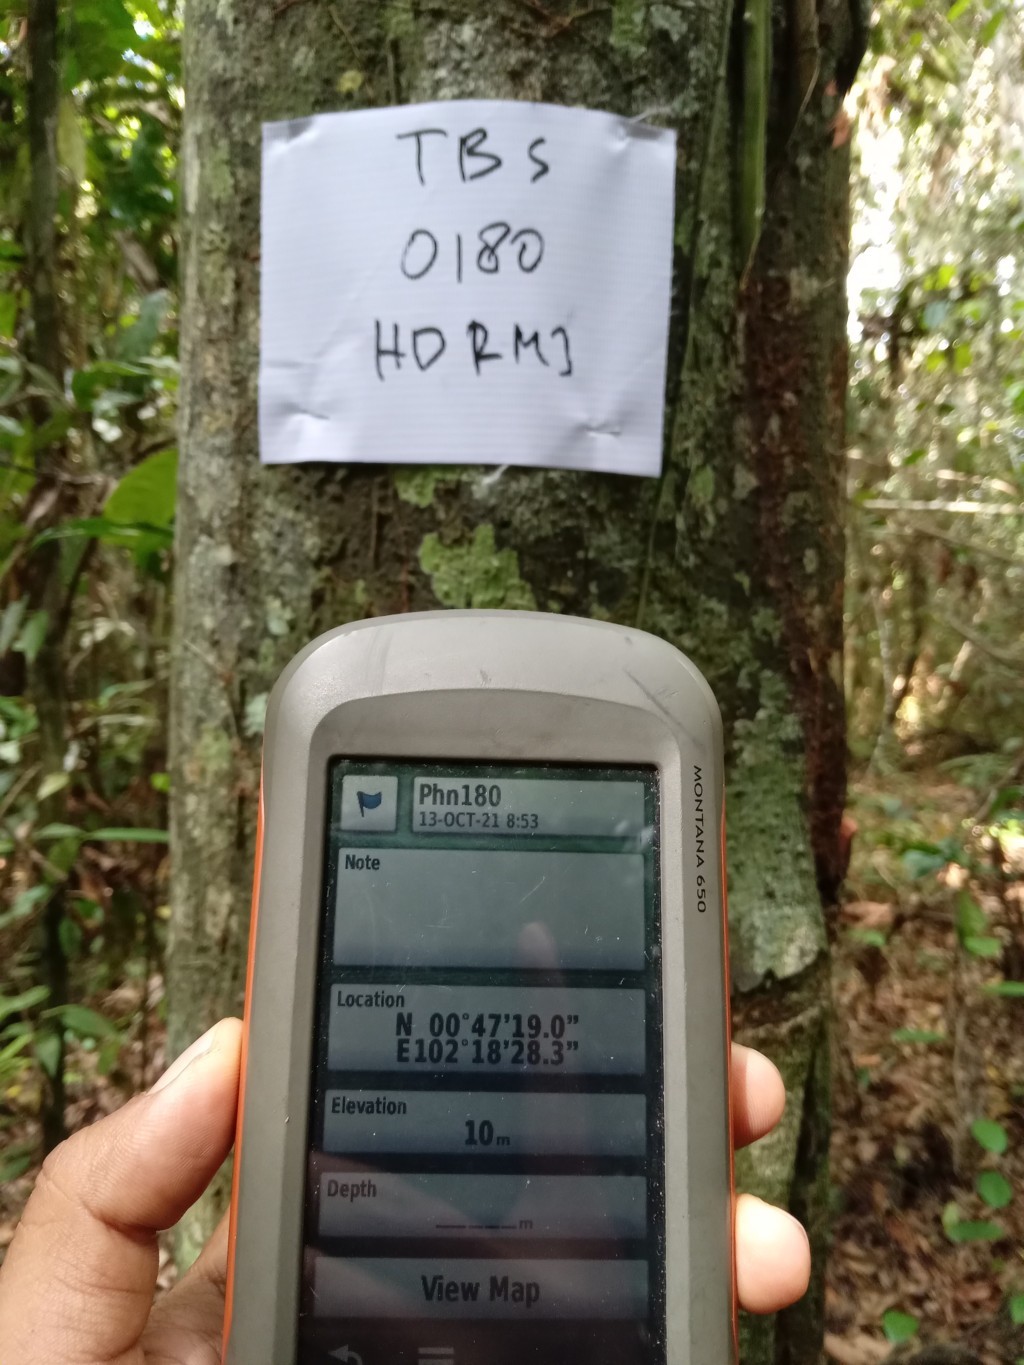 TBS
0180
HDRMJ
MONTANA 650
Phn180
13-OCT-21 8:53
Note
Location
N 00°47'19.0"
E102°18'28.3"
Elevation
10m
Depth
____m
View Map